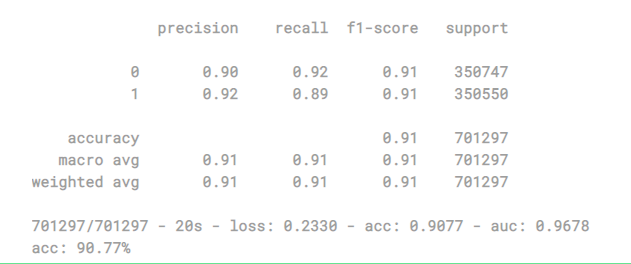 precision recall f1-score support
0 0.90 0.92 0.91 350747
1 0.92 0.89 0.91 350550
accuracy 0.91 701297
macro avg 0.91 0.91 0.91 701297
weighted avg 0.91 0.91 0.91 701297
701297/701297 - 20s - loss: 0.2330 - acc: 0.9077 - auc: 0.9678
acc: 90.77%